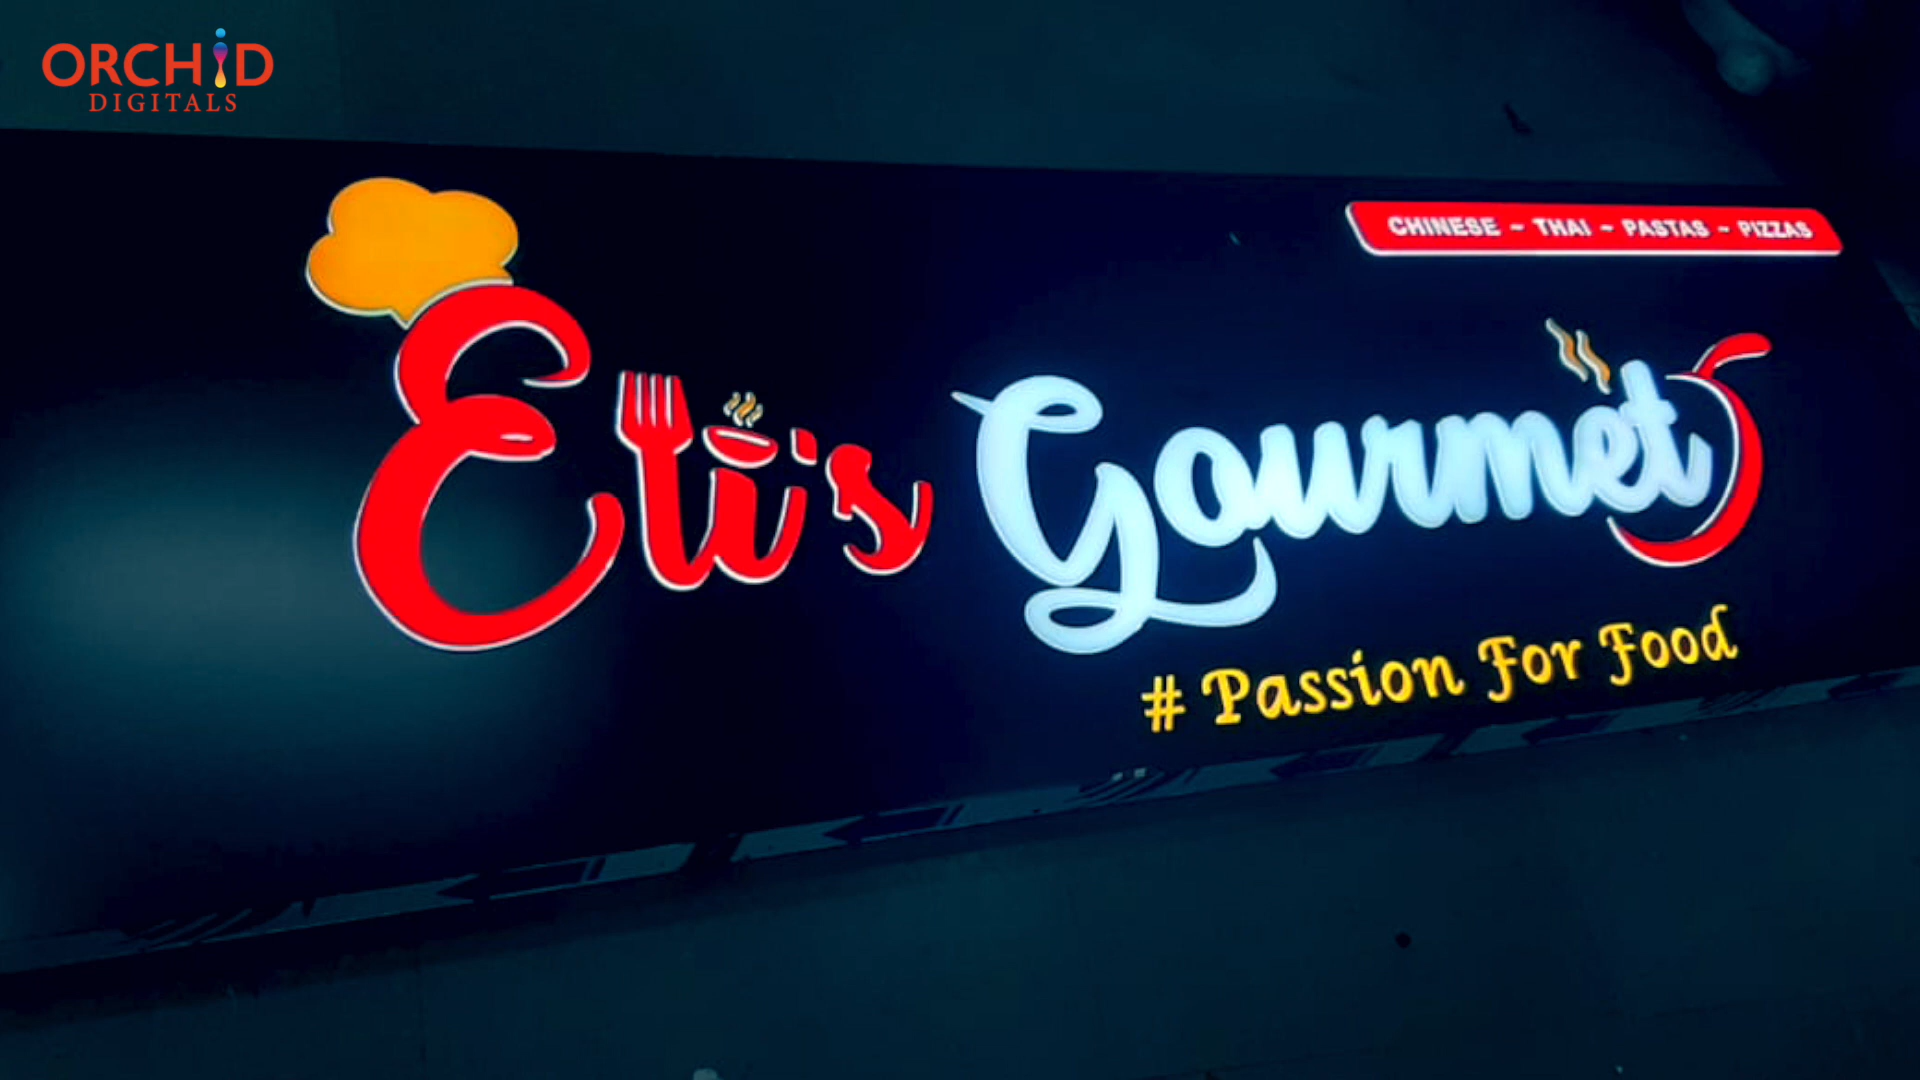 ORCHiD
DIGITALS
CHINESE ~ THAI ~ PASTAS ~ PIZZAS
Eli's Gourmet
# Passion For Food